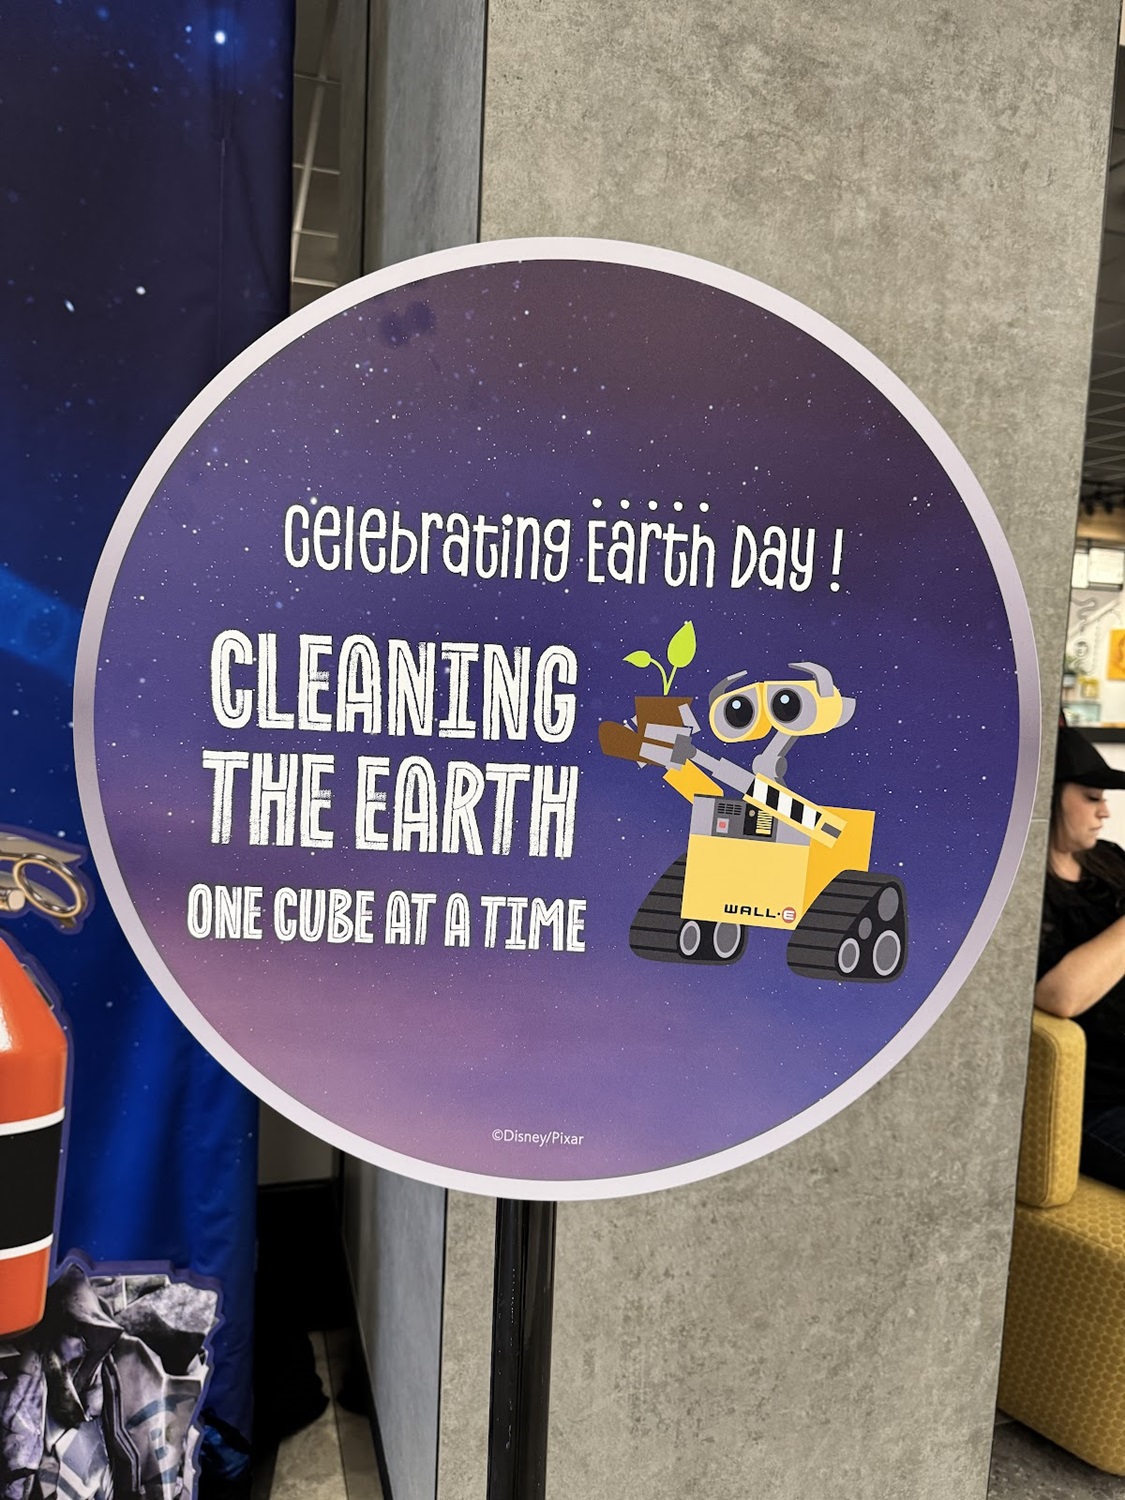 Celebrating Earth Day!
CLEANING
THE EARTH
ONE CUBE AT A TIME
WALL•E
©Disney/Pixar